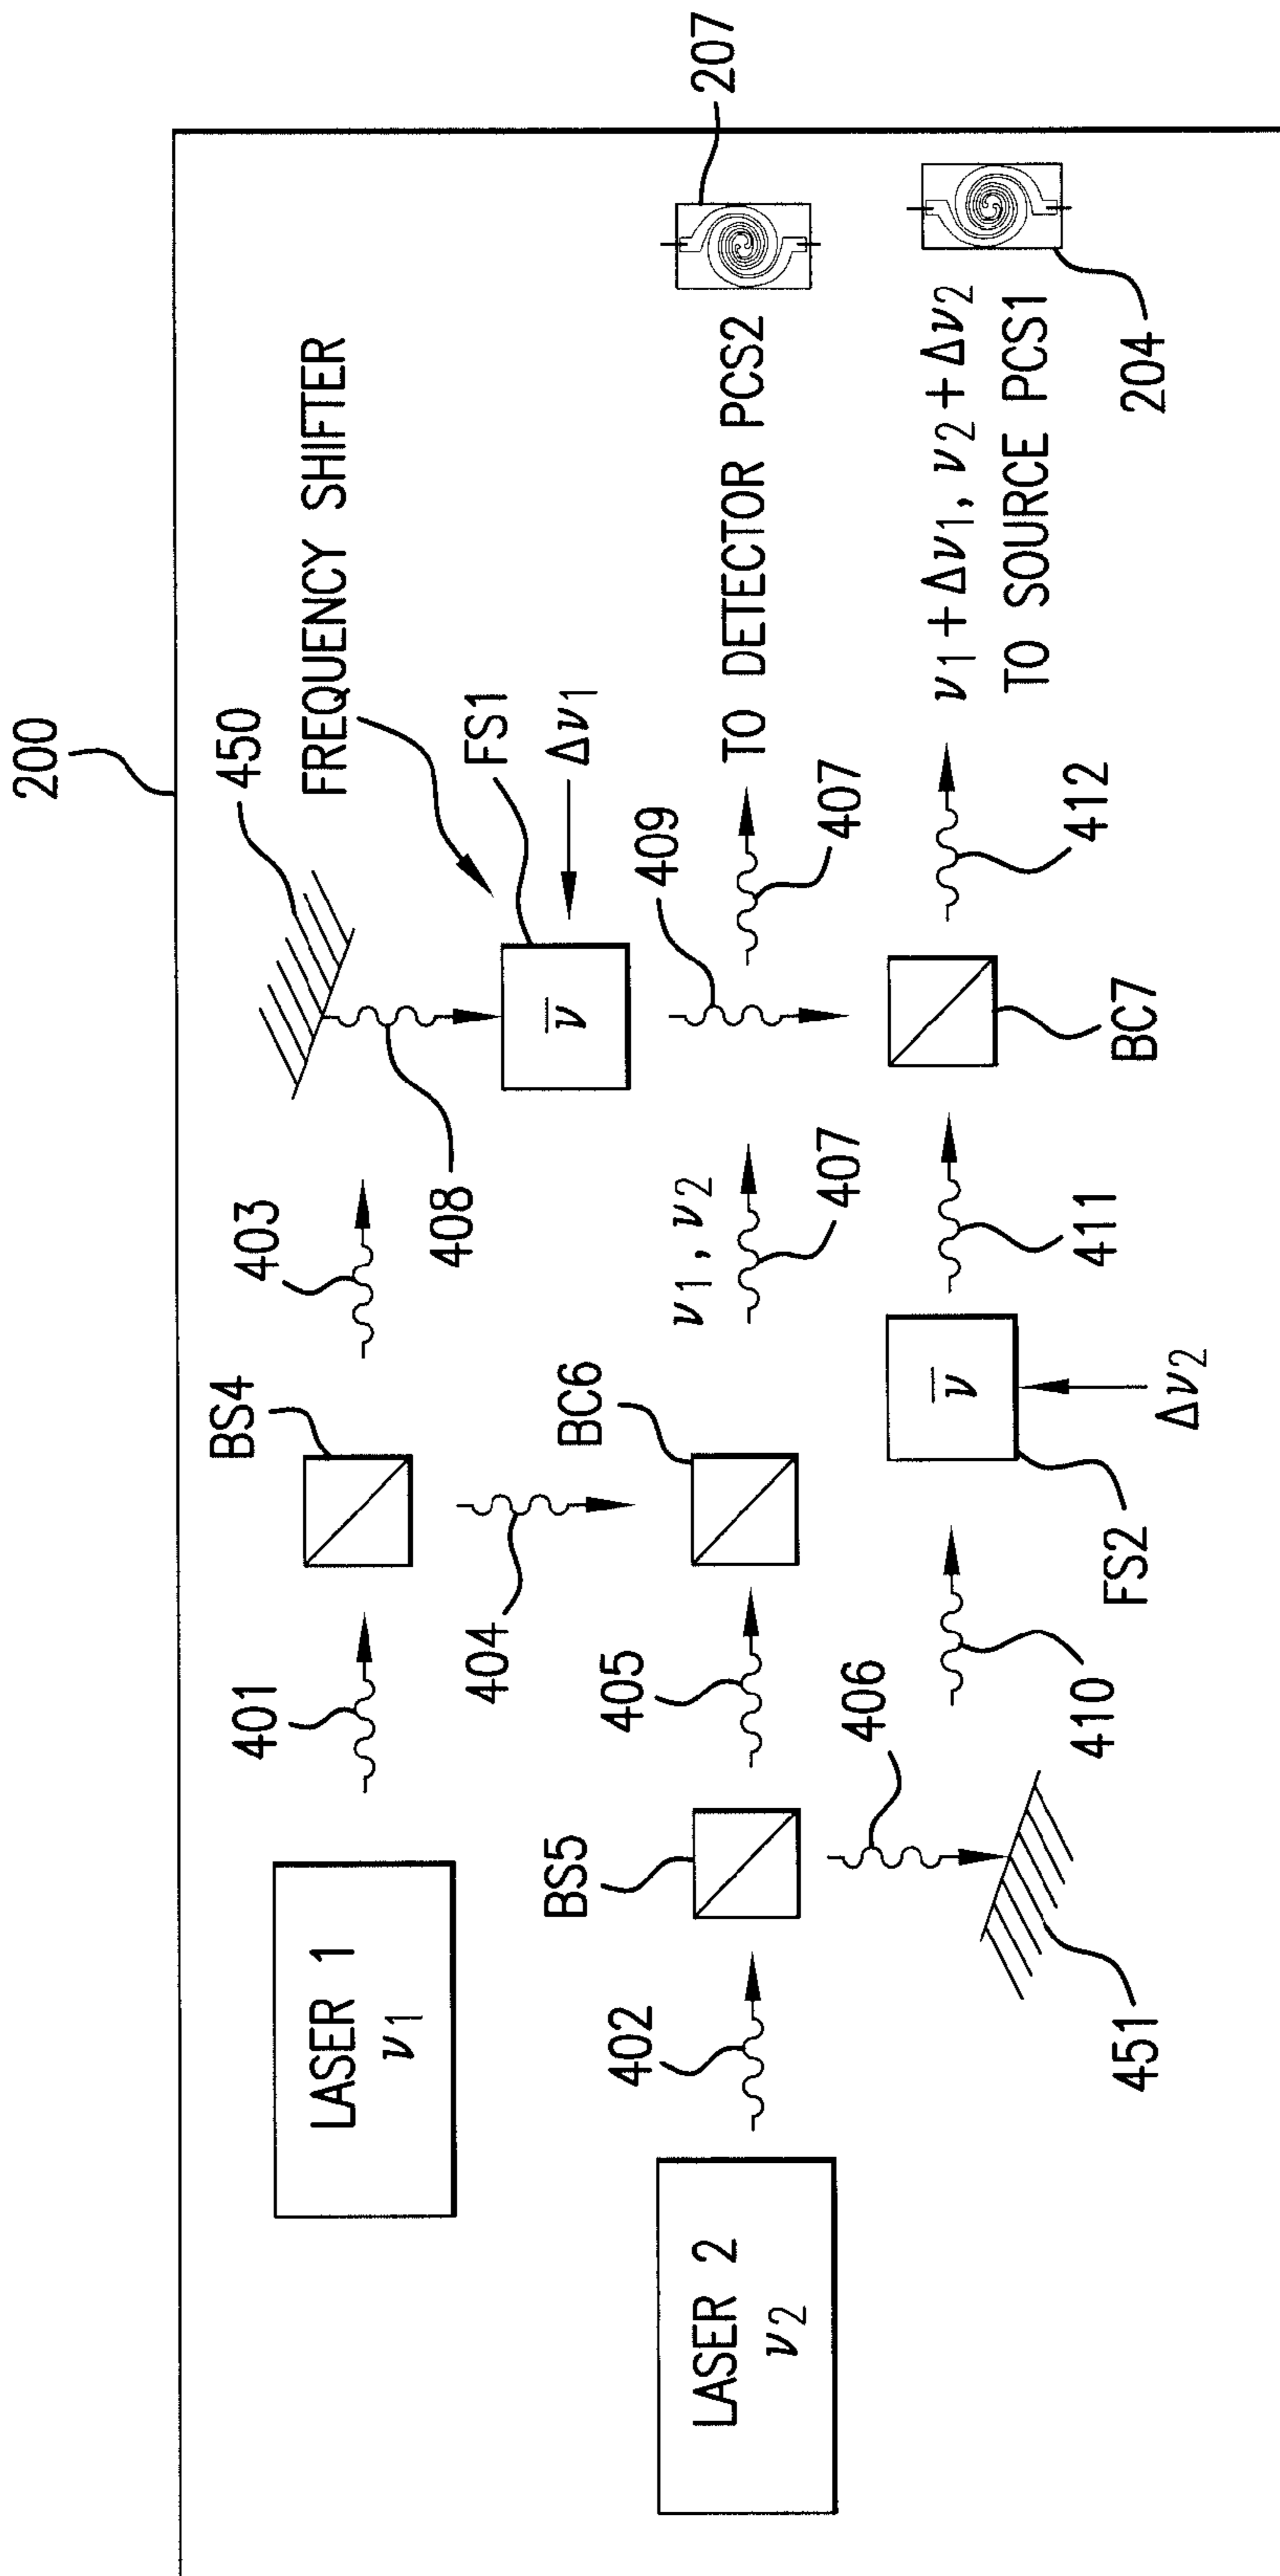 200
450
FREQUENCY SHIFTER
207
BS4
403
408
FS1
Δν1
ν̅
401
404
409
LASER 1
ν1
BS5
405
BC6
ν1, ν2
407
407
TO DETECTOR PCS2
402
406
LASER 2
ν2
451
410
ν̅
FS2
Δν2
411
BC7
412
ν1+Δν1, ν2+Δν2
TO SOURCE PCS1
204